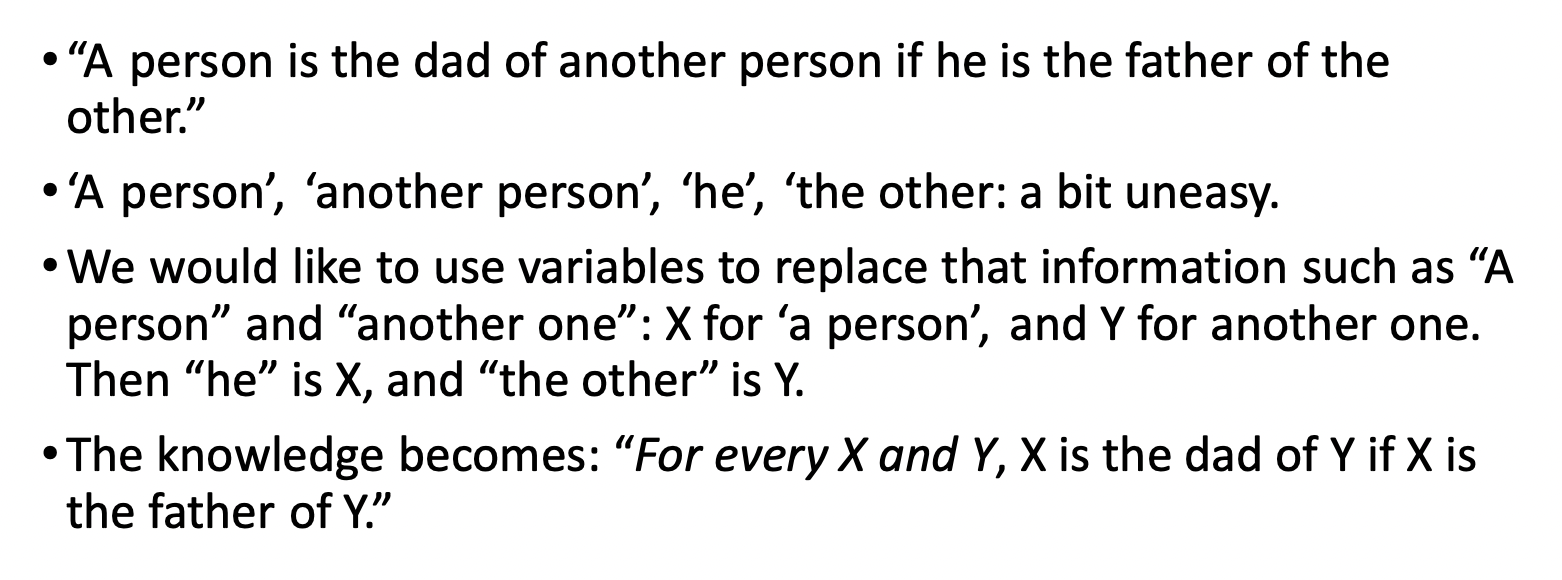 • “A person is the dad of another person if he is the father of the
other.”
• ‘A person’, ‘another person’, ‘he’, ‘the other: a bit uneasy.
• We would like to use variables to replace that information such as “A
person” and “another one”: X for ‘a person’, and Y for another one.
Then “he” is X, and “the other” is Y.
• The knowledge becomes: “For every X and Y, X is the dad of Y if X is
the father of Y.”